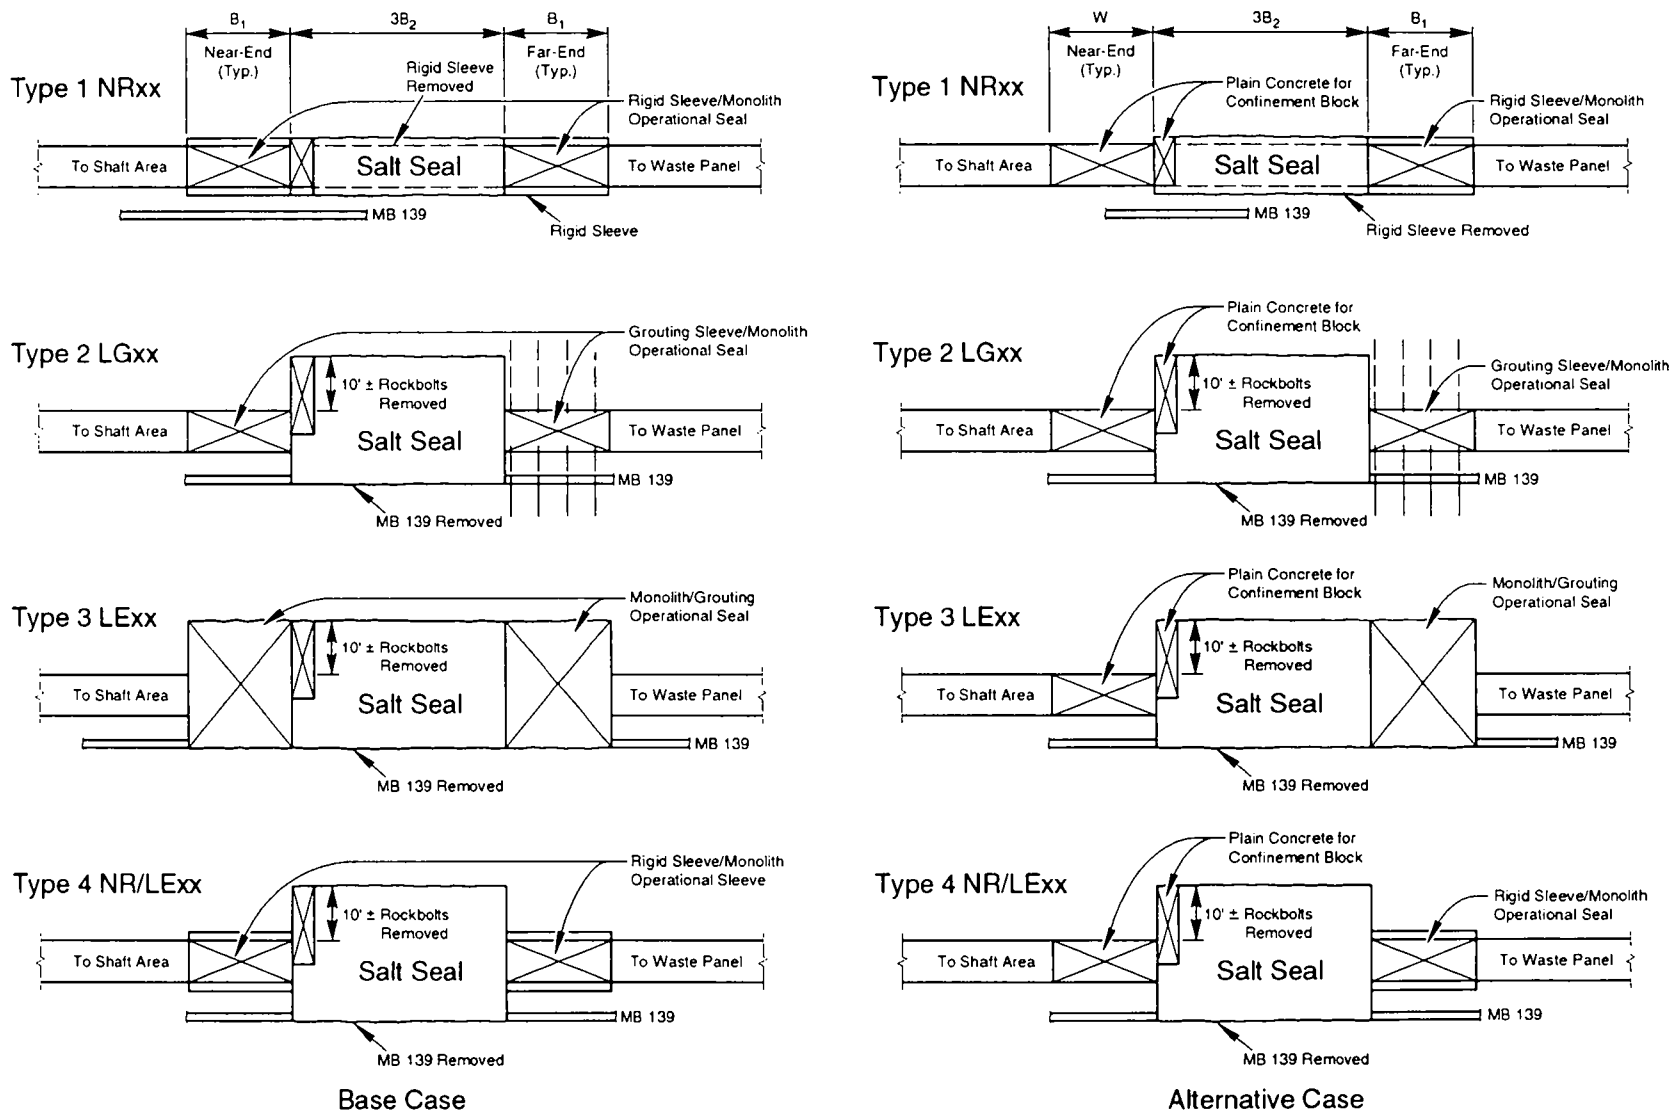 B1
3B2
B1
Near-End
(Typ.)
Far-End
(Typ.)
Type 1 NRxx
Rigid Sleeve
Removed
Rigid Sleeve/Monolith
Operational Seal
To Shaft Area
Salt Seal
To Waste Panel
MB 139
Rigid Sleeve
Type 2 LGxx
Grouting Sleeve/Monolith
Operational Seal
10' ± Rockbolts
Removed
To Shaft Area
Salt Seal
To Waste Panel
MB 139
MB 139 Removed
Type 3 LExx
Monolith/Grouting
Operational Seal
10' ± Rockbolts
Removed
To Shaft Area
Salt Seal
To Waste Panel
MB 139
MB 139 Removed
Type 4 NR/LExx
Rigid Sleeve/Monolith
Operational Sleeve
10' ± Rockbolts
Removed
To Shaft Area
Salt Seal
To Waste Panel
MB 139
MB 139 Removed
Base Case
W
3B2
B1
Near-End
(Typ.)
Far-End
(Typ.)
Type 1 NRxx
Plain Concrete for
Confinement Block
Rigid Sleeve/Monolith
Operational Seal
To Shaft Area
Salt Seal
To Waste Panel
MB 139
Rigid Sleeve Removed
Type 2 LGxx
Plain Concrete for
Confinement Block
10' ± Rockbolts
Removed
Grouting Sleeve/Monolith
Operational Seal
To Shaft Area
Salt Seal
To Waste Panel
MB 139
MB 139 Removed
Type 3 LExx
Plain Concrete for
Confinement Block
Monolith/Grouting
Operational Seal
10' ± Rockbolts
Removed
To Shaft Area
Salt Seal
To Waste Panel
MB 139
MB 139 Removed
Type 4 NR/LExx
Plain Concrete for
Confinement Block
Rigid Sleeve/Monolith
Operational Seal
10' ± Rockbolts
Removed
To Shaft Area
Salt Seal
To Waste Panel
MB 139
MB 139 Removed
Alternative Case